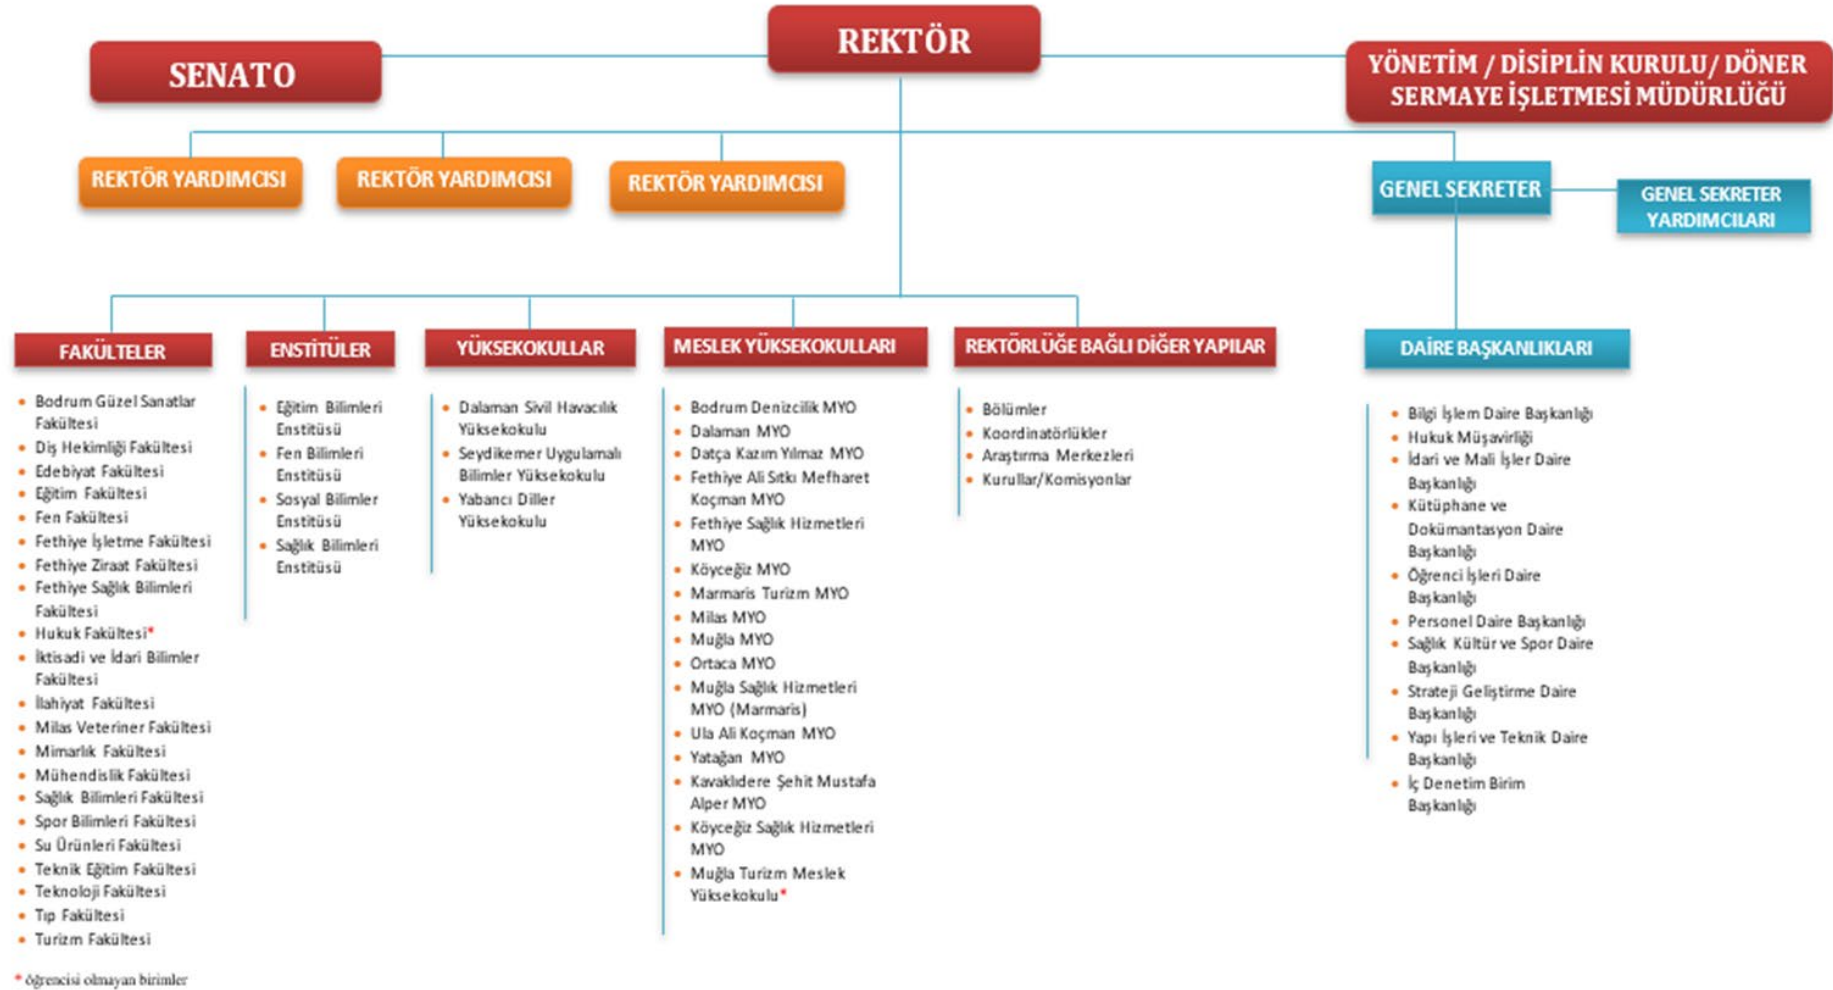 REKTÖR
SENATO
YÖNETİM / DİSİPLİN KURULU/ DÖNER
SERMAYE İŞLETMESİ MÜDÜRLÜĞÜ
REKTÖR YARDIMCISI
REKTÖR YARDIMCISI
REKTÖR YARDIMCISI
GENEL SEKRETER
GENEL SEKRETER
YARDIMCILARI
FAKÜLTELER
• Bodrum Güzel Sanatlar
Fakültesi
• Diş Hekimliği Fakültesi
• Edebiyat Fakültesi
• Eğitim Fakültesi
• Fen Fakültesi
• Fethiye İşletme Fakültesi
• Fethiye Ziraat Fakültesi
• Fethiye Sağlık Bilimleri
Fakültesi
• Hukuk Fakültesi*
• İktisadi ve İdari Bilimler
Fakültesi
• İlahiyat Fakültesi
• Milas Veteriner Fakültesi
• Mimarlık Fakültesi
• Mühendislik Fakültesi
• Sağlık Bilimleri Fakültesi
• Spor Bilimleri Fakültesi
• Su Ürünleri Fakültesi
• Teknik Eğitim Fakültesi
• Teknoloji Fakültesi
• Tıp Fakültesi
• Turizm Fakültesi
* öğrencisi olmayan birimler
ENSTİTÜLER
• Eğitim Bilimleri
Enstitüsü
• Fen Bilimleri
Enstitüsü
• Sosyal Bilimler
Enstitüsü
• Sağlık Bilimleri
Enstitüsü
YÜKSEKOKULLAR
• Dalaman Sivil Havacılık
Yüksekokulu
• Seydikemer Uygulamalı
Bilimler Yüksekokulu
• Yabancı Diller
Yüksekokulu
MESLEK YÜKSEKOKULLARI
• Bodrum Denizcilik MYO
• Dalaman MYO
• Datça Kazım Yılmaz MYO
• Fethiye Ali Sıtkı Mefharet
Koçman MYO
• Fethiye Sağlık Hizmetleri
MYO
• Köyceğiz MYO
• Marmaris Turizm MYO
• Milas MYO
• Muğla MYO
• Ortaca MYO
• Muğla Sağlık Hizmetleri
MYO (Marmaris)
• Ula Ali Koçman MYO
• Yatağan MYO
• Kavaklıdere Şehit Mustafa
Alper MYO
• Köyceğiz Sağlık Hizmetleri
MYO
• Muğla Turizm Meslek
Yüksekokulu*
REKTÖRLÜĞE BAĞLI DİĞER YAPILAR
• Bölümler
• Koordinatörlükler
• Araştırma Merkezleri
• Kurullar/Komisyonlar
DAİRE BAŞKANLIKLARI
• Bilgi İşlem Daire Başkanlığı
• Hukuk Müşavirliği
• İdari ve Mali İşler Daire
Başkanlığı
• Kütüphane ve
Dokümantasyon Daire
Başkanlığı
• Öğrenci İşleri Daire
Başkanlığı
• Personel Daire Başkanlığı
• Sağlık Kültür ve Spor Daire
Başkanlığı
• Strateji Geliştirme Daire
Başkanlığı
• Yapı İşleri ve Teknik Daire
Başkanlığı
• İç Denetim Birim
Başkanlığı